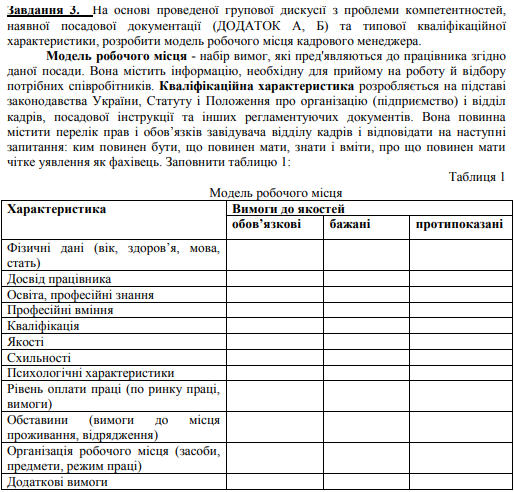 Завдання 3. На основі проведеної групової дискусії з проблеми компетентностей,
наявної посадової документації (ДОДАТОК А, Б) та типової кваліфікаційної
характеристики, розробити модель робочого місця кадрового менеджера.
Модель робочого місця - набір вимог, які пред'являються до працівника згідно
даної посади. Вона містить інформацію, необхідну для прийому на роботу й відбору
потрібних співробітників. Кваліфікаційна характеристика розробляється на підставі
законодавства України, Статуту і Положення про організацію (підприємство) і відділ
кадрів, посадової інструкції та інших регламентуючих документів. Вона повинна
містити перелік прав і обов’язків завідувача відділу кадрів і відповідати на наступні
запитання: ким повинен бути, що повинен мати, знати і вміти, про що повинен мати
чітке уявлення як фахівець. Заповнити таблицю 1:
Таблиця 1
Модель робочого місця
Характеристика Вимоги до якостей
обов’язкові бажані протипоказані
Фізичні дані (вік, здоров’я, мова,
стать)
Досвід працівника
Освіта, професійні знання
Професійні вміння
Кваліфікація
Якості
Схильності
Психологічні характеристики
Рівень оплати праці (по ринку праці,
вимоги)
Обставини (вимоги до місця
проживання, відрядження)
Організація робочого місця (засоби,
предмети, режим праці)
Додаткові вимоги